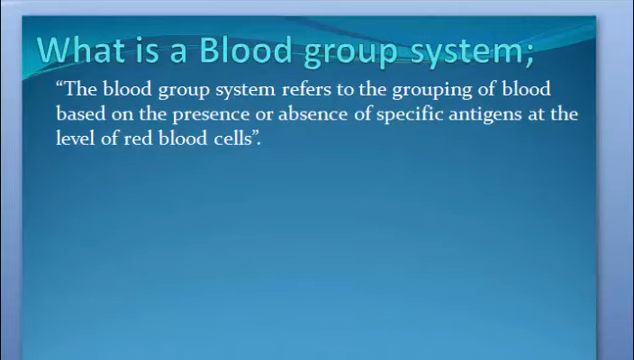 What is a Blood group system;
“The blood group system refers to the grouping of blood
based on the presence or absence of specific antigens at the
level of red blood cells”.